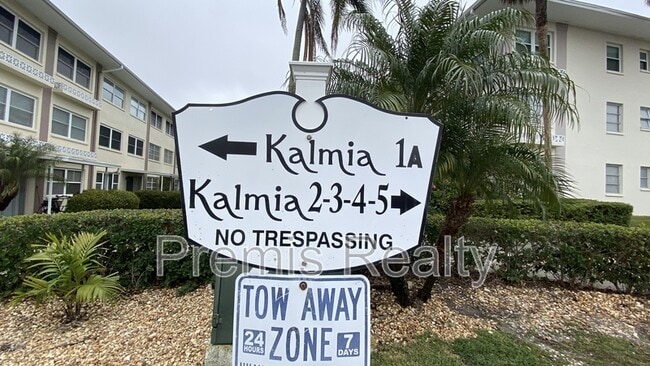 Kalmia 1A
Kalmia 2-3-4-5
NO TRESPASSING
Premis Realty
TOW AWAY
24 HOURS ZONE 7 DAYS